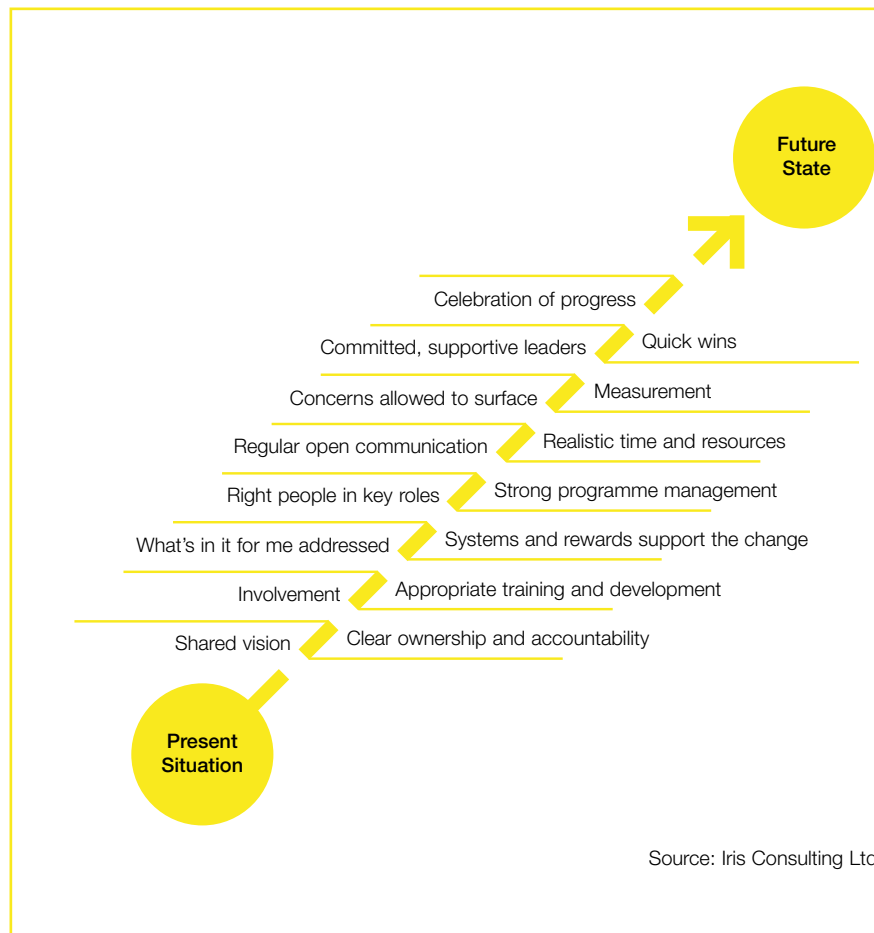 Future
State
Celebration of progress
Committed, supportive leaders
Quick wins
Concerns allowed to surface
Measurement
Regular open communication
Realistic time and resources
Right people in key roles
Strong programme management
What's in it for me addressed
Systems and rewards support the change
Involvement
Appropriate training and development
Shared vision
Clear ownership and accountability
Present
Situation
Source: Iris Consulting Ltd